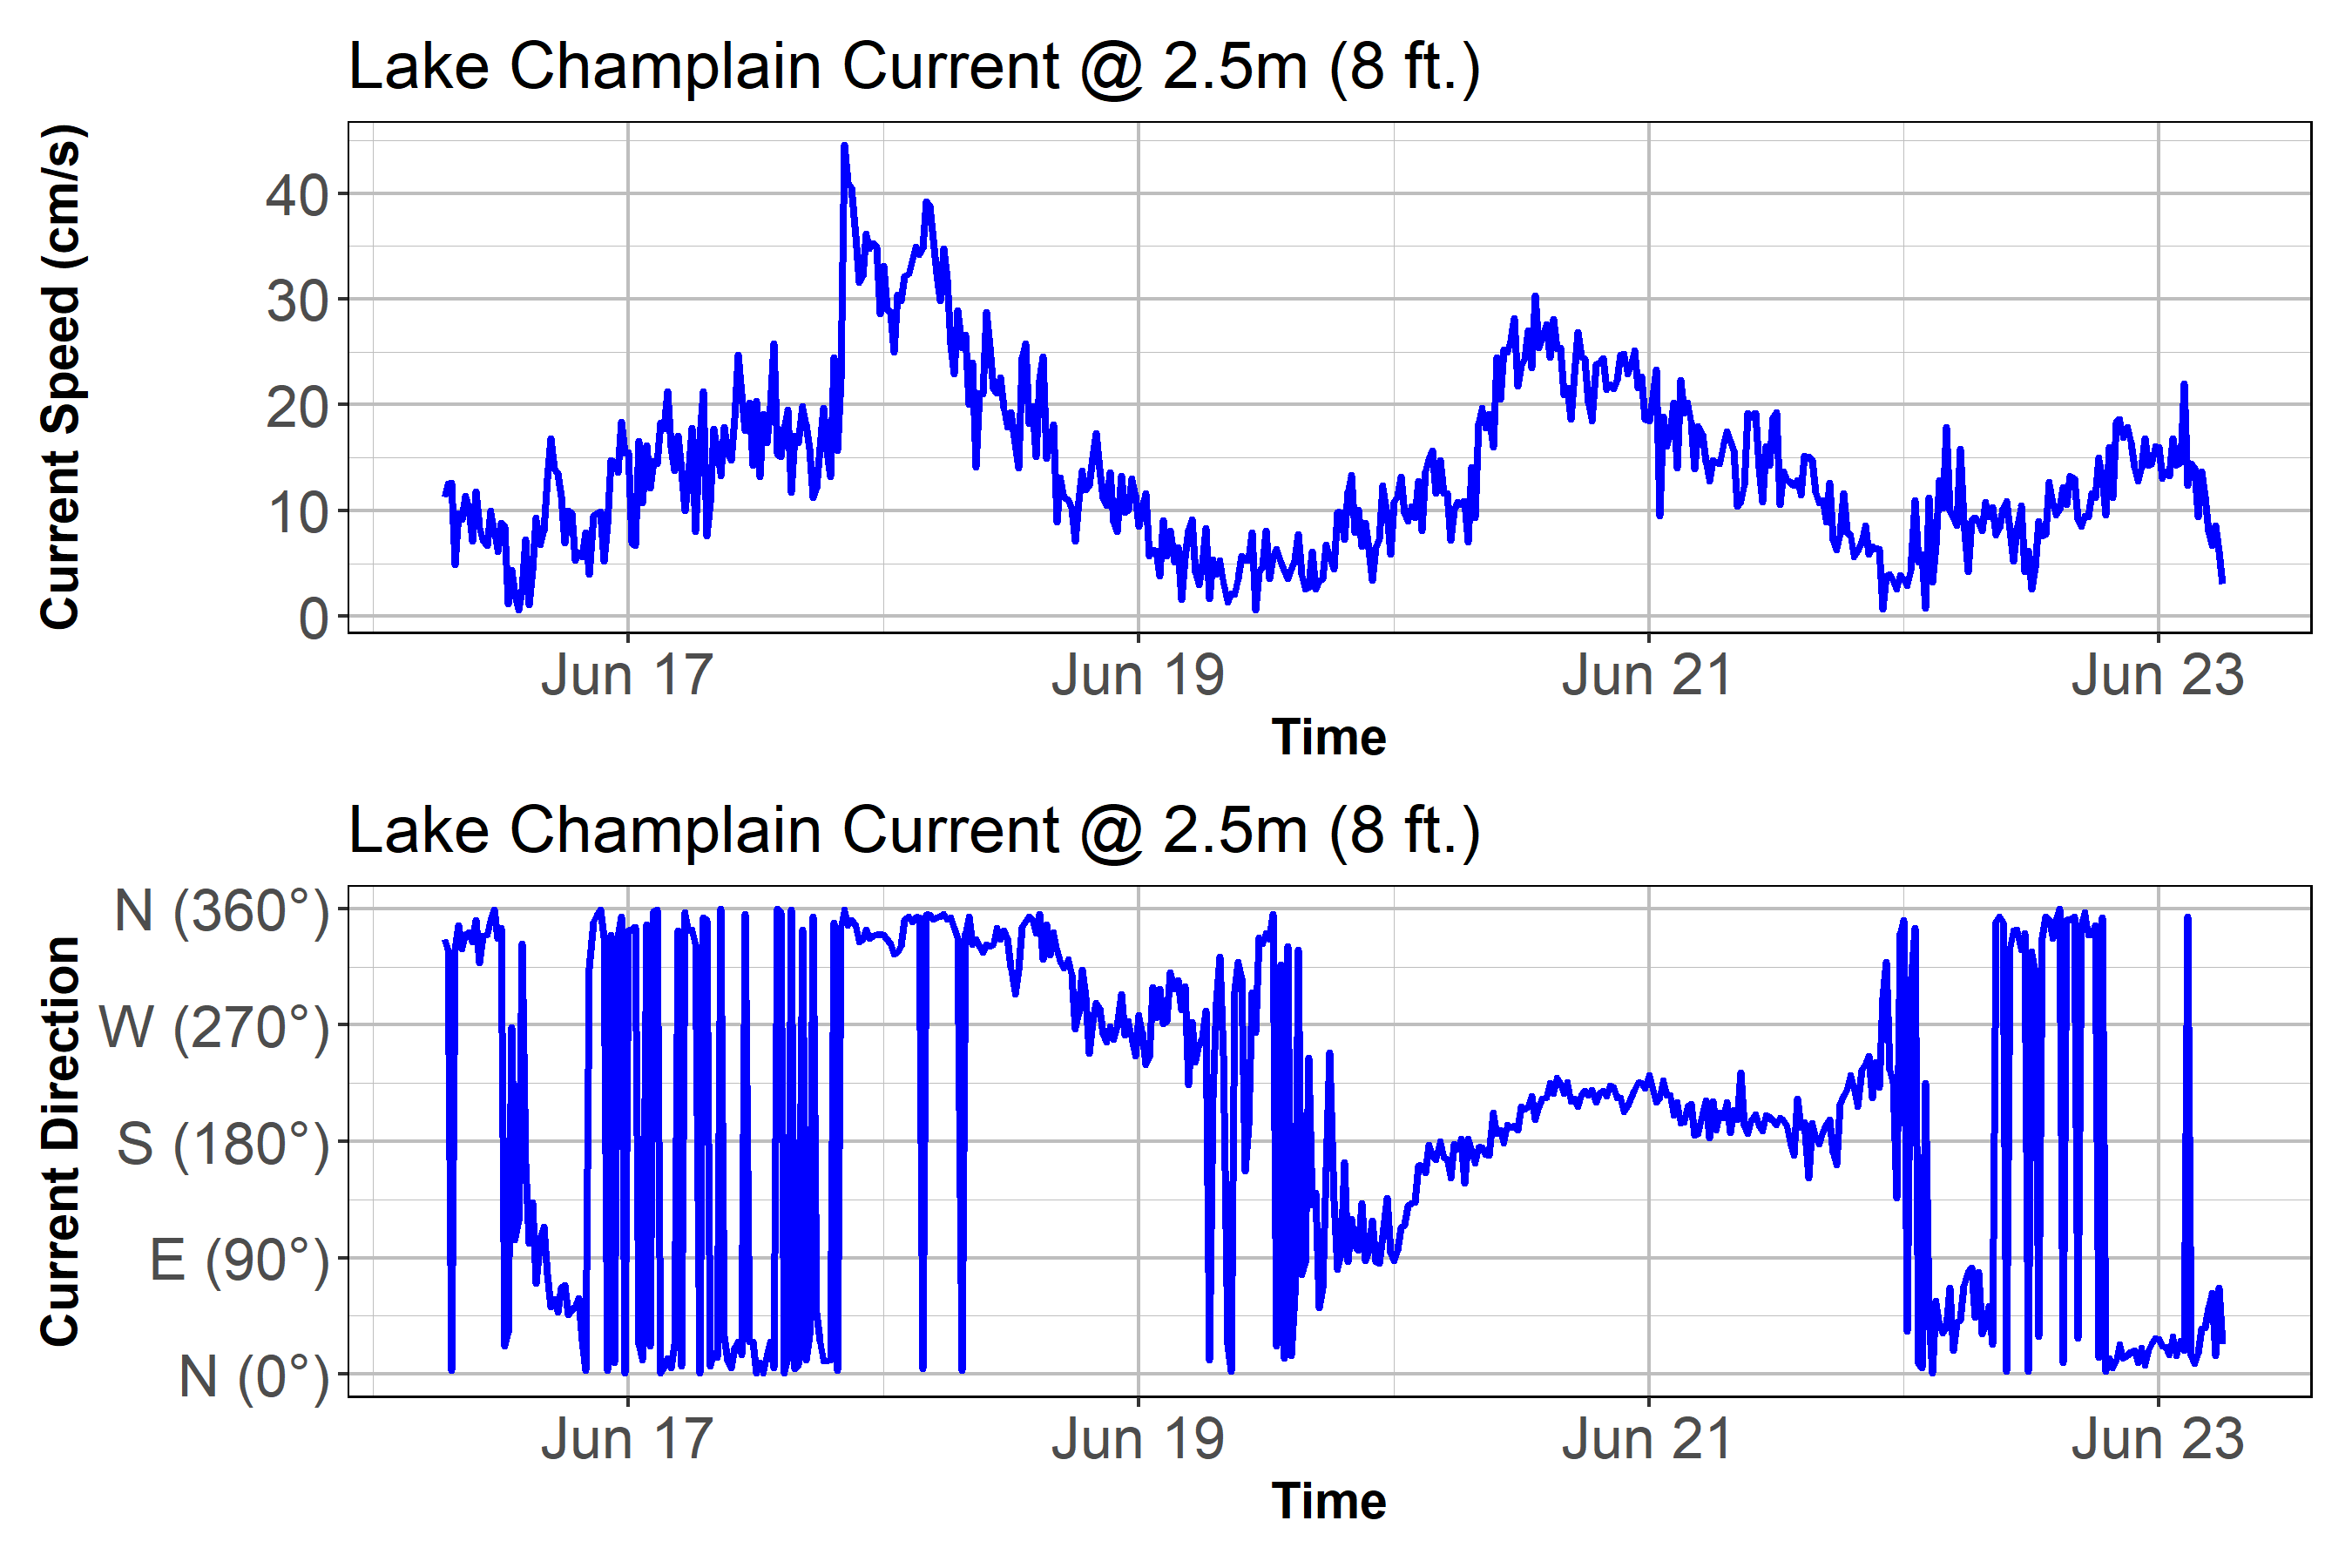 Lake Champlain Current @ 2.5m (8 ft.)
Current Speed (cm/s)
40
30
20
10
0
Jun 17 Jun 19 Jun 21 Jun 23
Time
Lake Champlain Current @ 2.5m (8 ft.)
Current Direction
N (360°)
W (270°)
S (180°)
E (90°)
N (0°)
Jun 17 Jun 19 Jun 21 Jun 23
Time